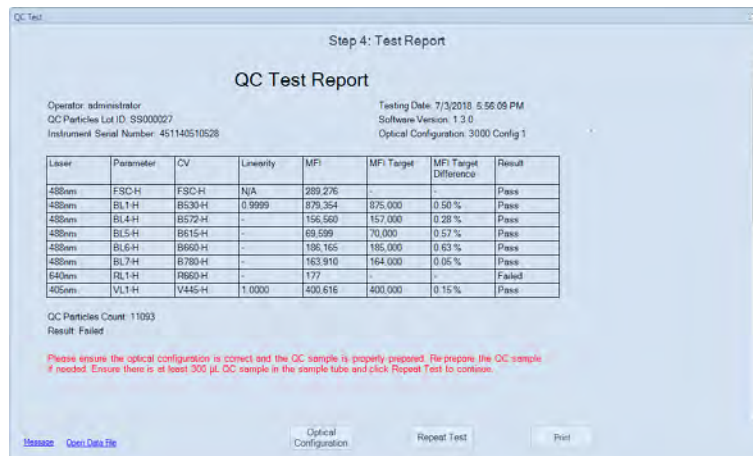 QC Test
Step 4: Test Report
QC Test Report
Operator: administrator
Testing Date: 7/3/2018 5:56:09 PM
QC Particles Lot ID: SS000027
Software Version: 1.3.0
Instrument Serial Number: 451140510528
Optical Configuration: 3000 Config 1
Laser Parameter CV Linearity MFI MFI Target MFI Target Difference Result
488nm FSC-H FSC-H N/A 289,276 - - Pass
488nm BL1-H B530-H 0.9999 879,354 875,000 0.50 % Pass
488nm BL4-H B572-H - 156,560 157,000 0.28 % Pass
488nm BL5-H B615-H - 69,599 70,000 0.57 % Pass
488nm BL6-H B660-H - 186,165 185,000 0.63 % Pass
488nm BL7-H B780-H - 163,910 164,000 0.05 % Pass
640nm RL1-H R660-H - 177 - - Failed
405nm VL1-H V445-H 1.0000 400,616 400,000 0.15 % Pass
QC Particles Count: 11093
Result: Failed
Please ensure the optical configuration is correct and the QC sample is properly prepared. Re-prepare the QC sample
if needed. Ensure there is at least 300 µL QC sample in the sample tube and click Repeat Test to continue.
Message Open Data File
Optical Configuration
Repeat Test
Print